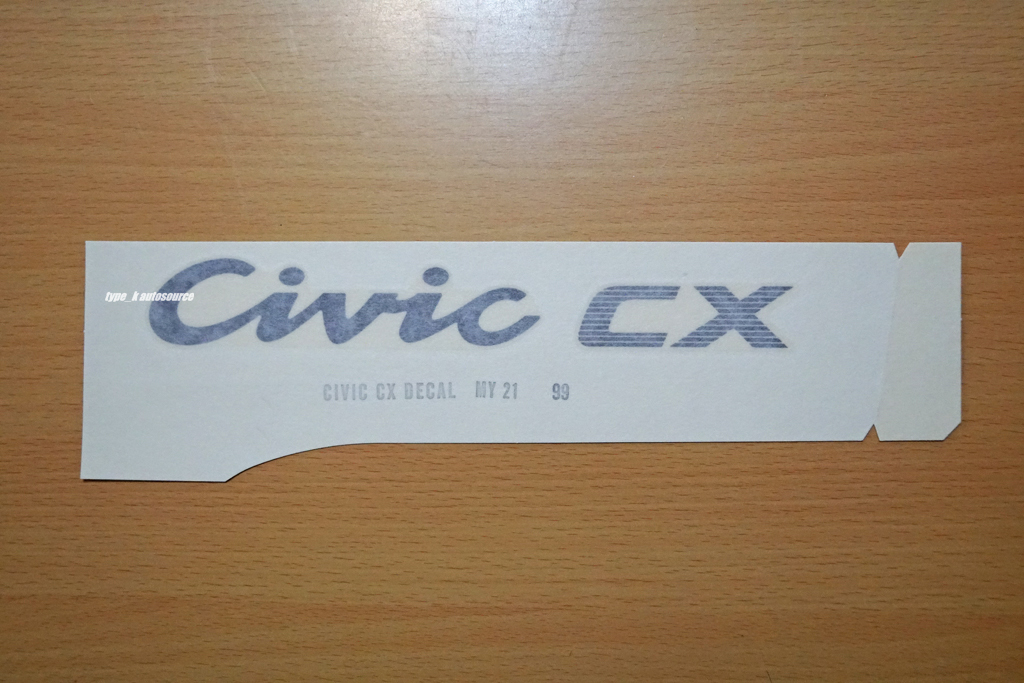 Civic CX
type_k autosource
CIVIC CX DECAL MY 21 99